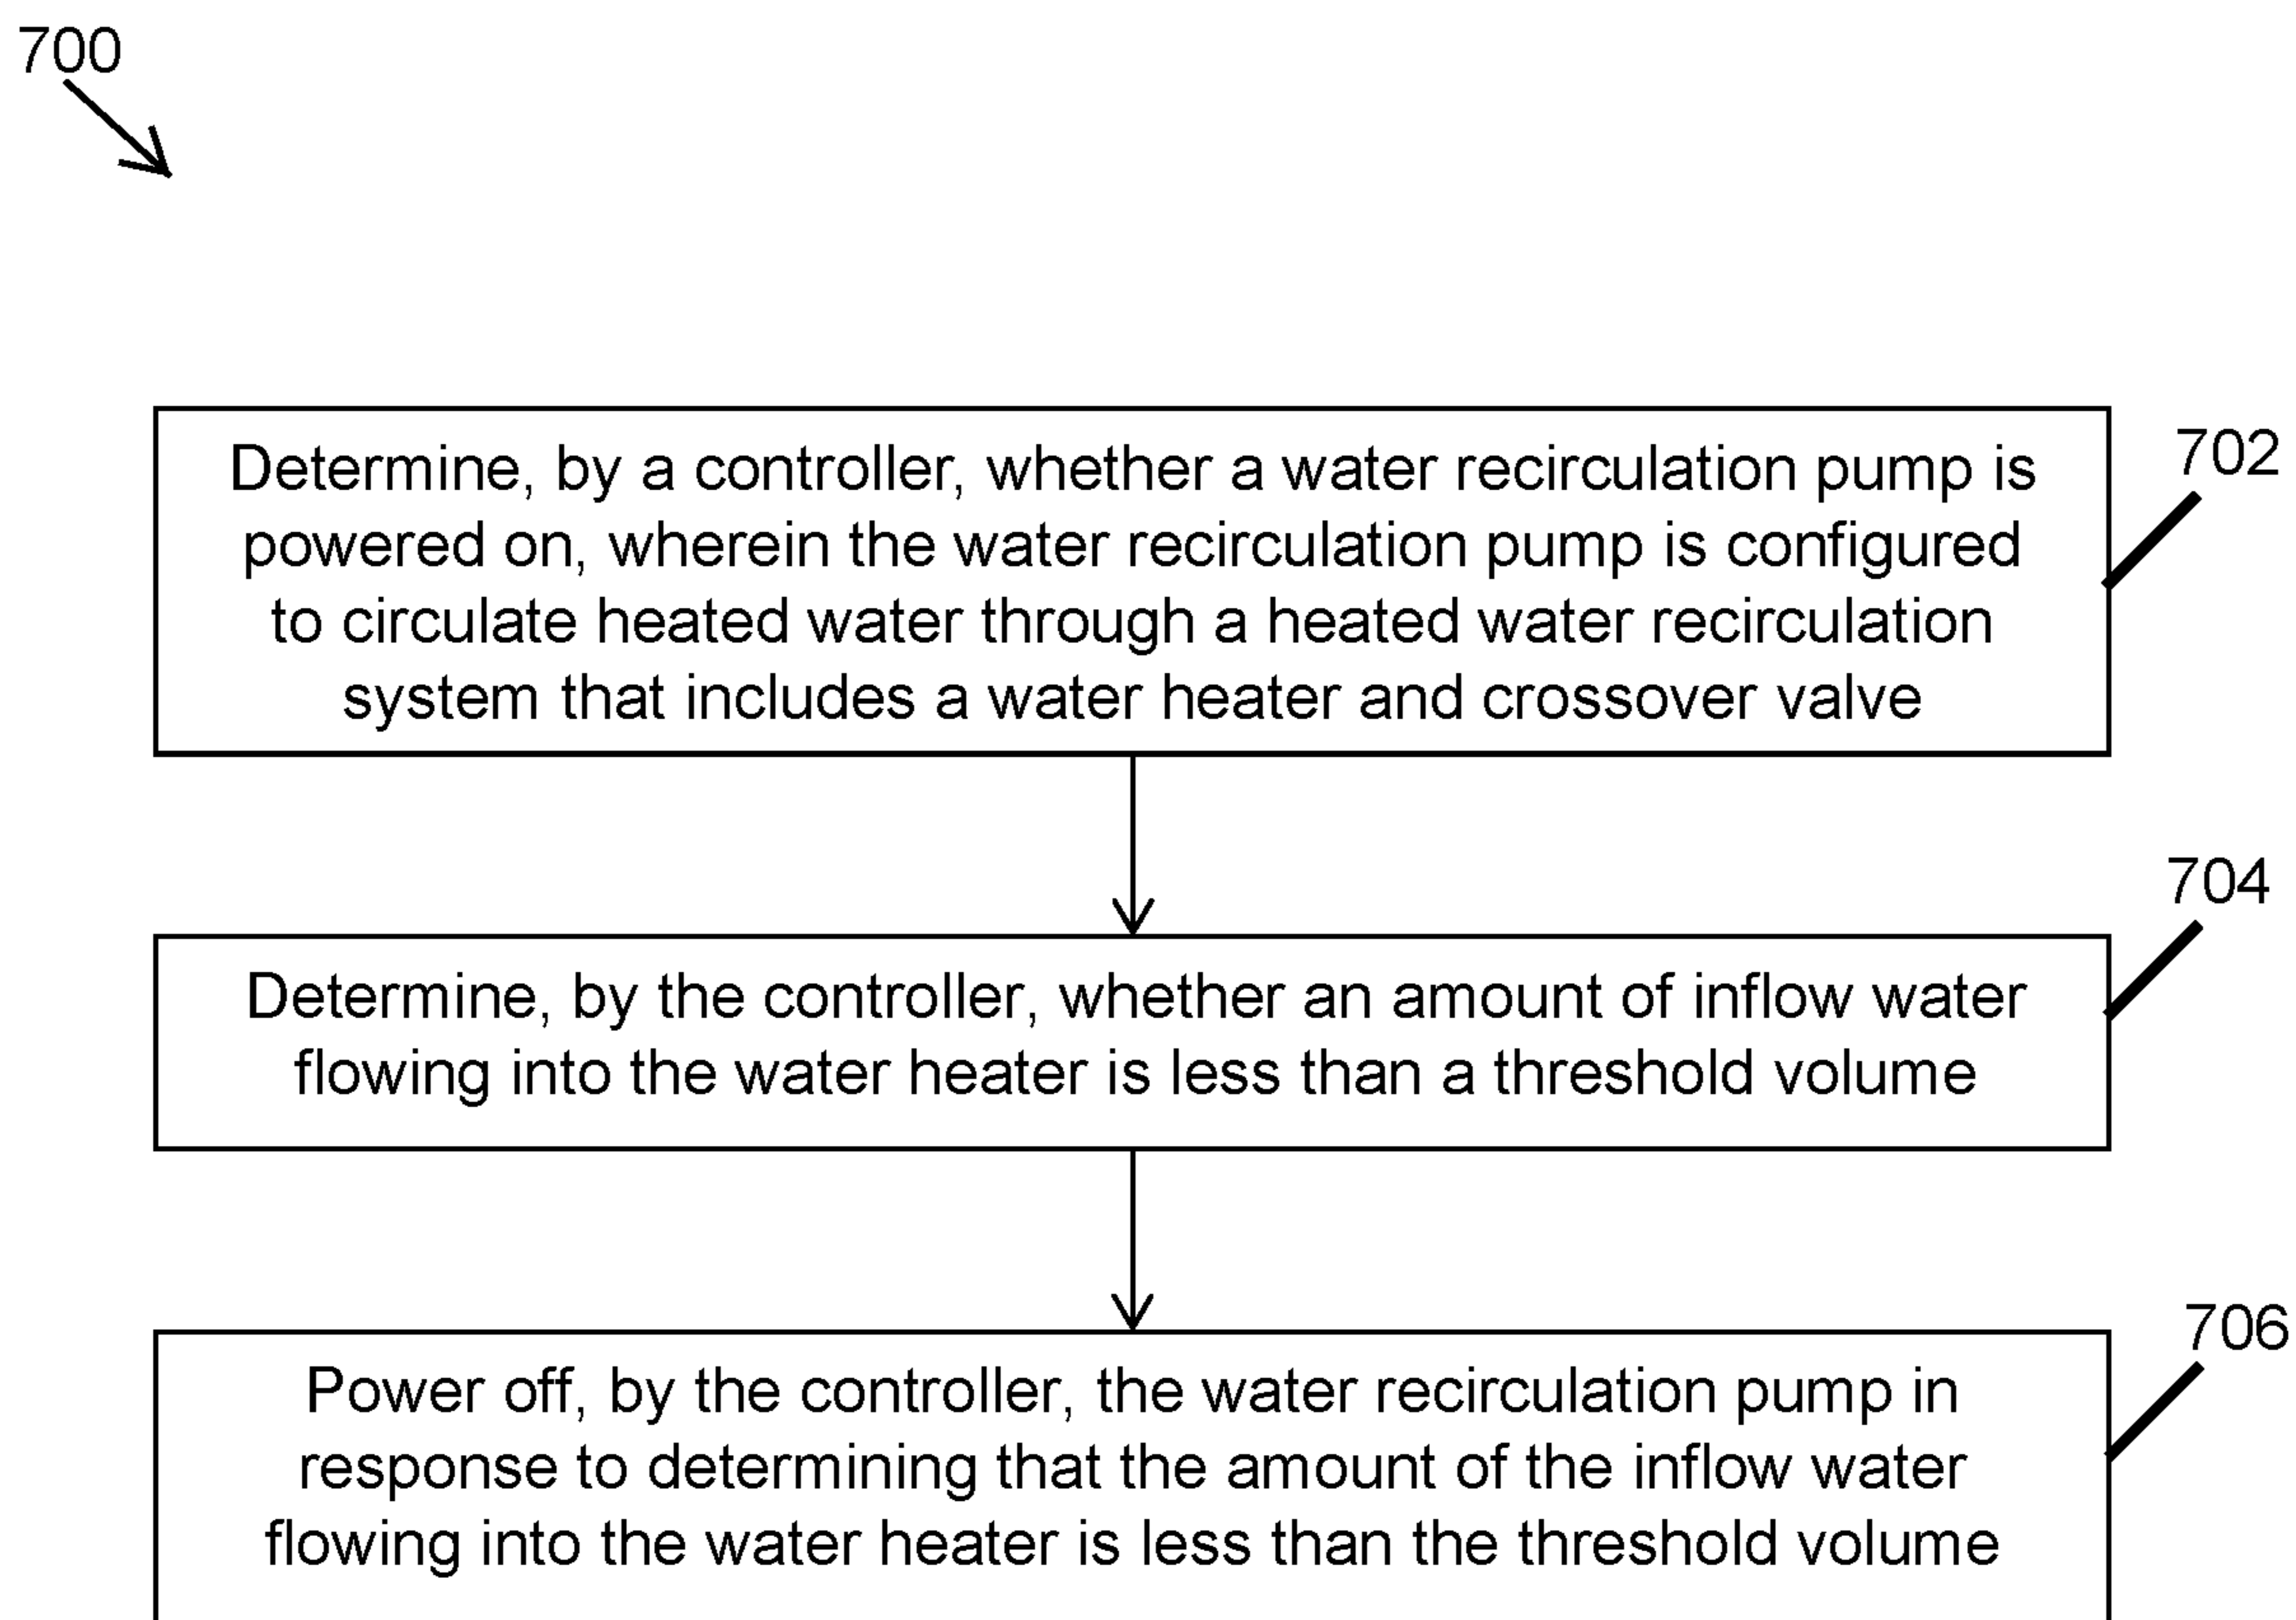 700
Determine, by a controller, whether a water recirculation pump is
powered on, wherein the water recirculation pump is configured
to circulate heated water through a heated water recirculation
system that includes a water heater and crossover valve
702
704
Determine, by the controller, whether an amount of inflow water
flowing into the water heater is less than a threshold volume
706
Power off, by the controller, the water recirculation pump in
response to determining that the amount of the inflow water
flowing into the water heater is less than the threshold volume